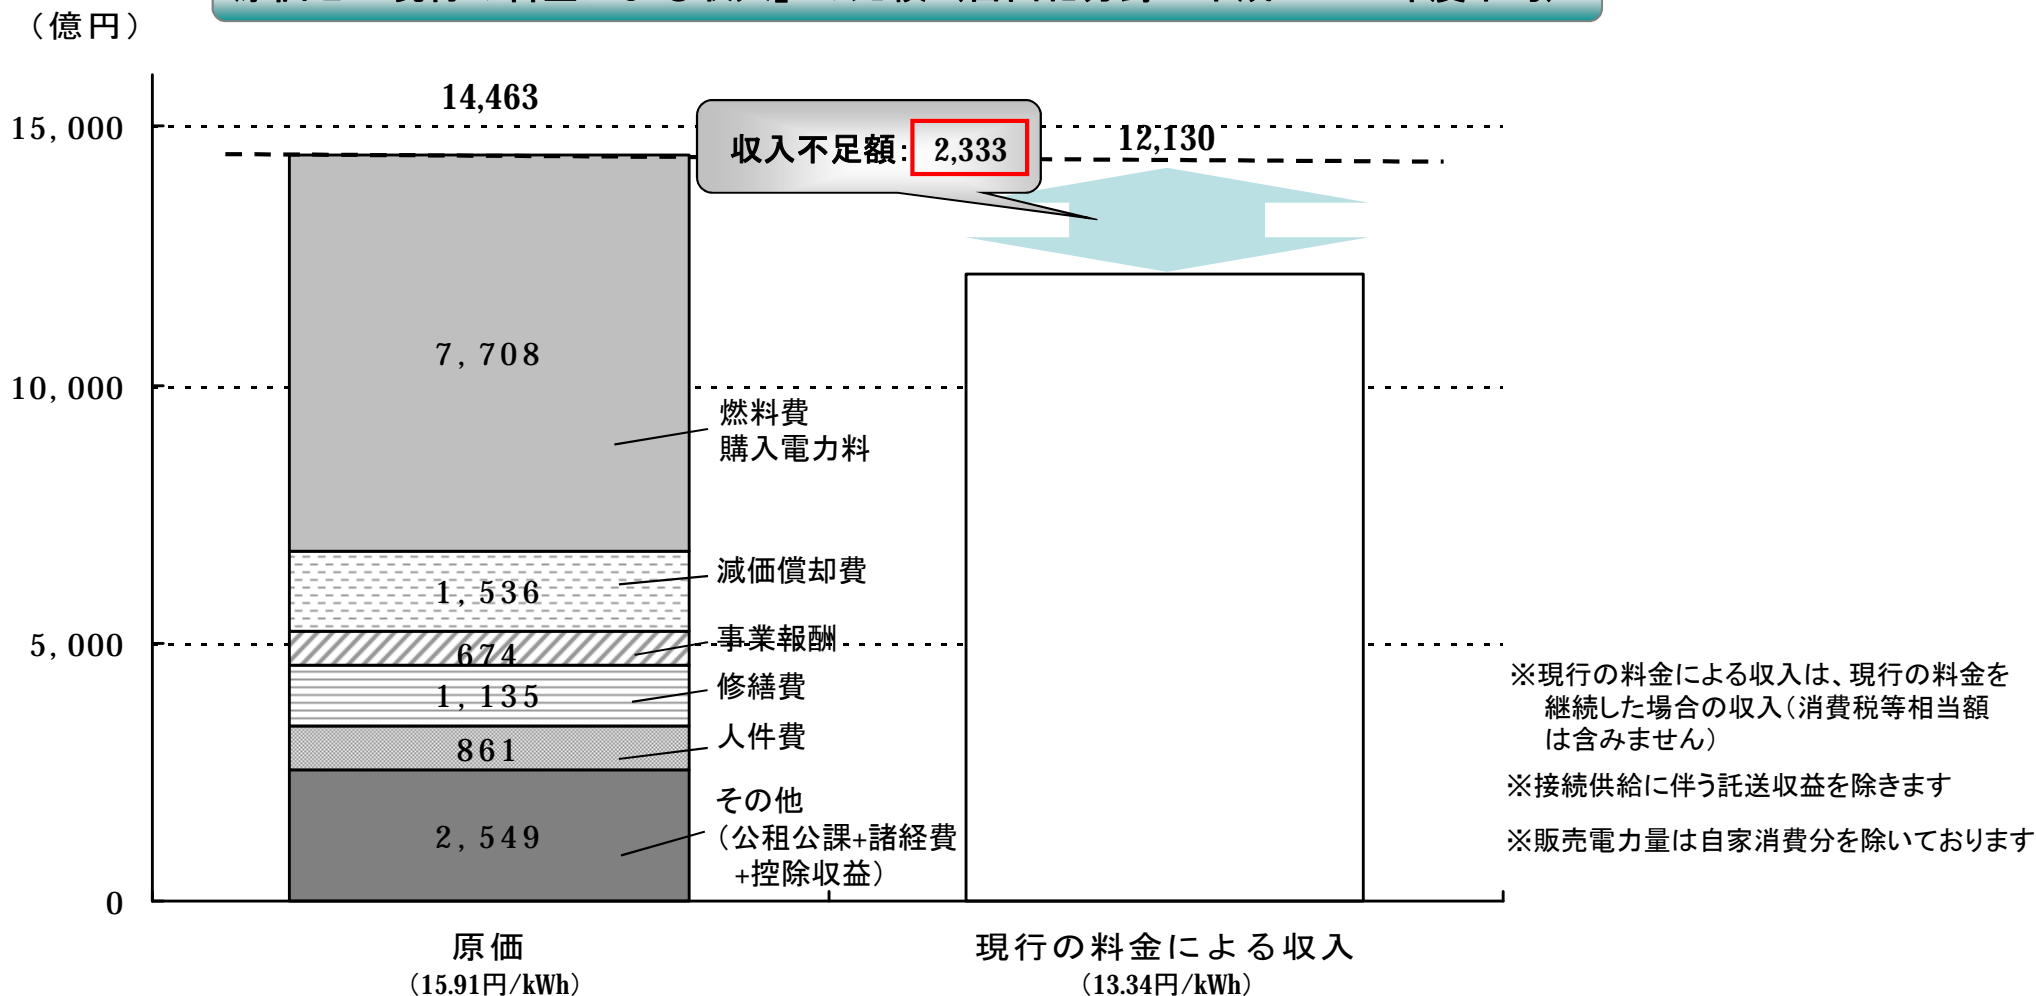 （億円）
14,463
15,000
収入不足額： 2,333
12,130
7,708
10,000
燃料費
購入電力料
減価償却費
1,536
事業報酬
5,000
674
修繕費
1,135
人件費
861
その他
（公租公課+諸経費
+控除収益）
2,549
0
※現行の料金による収入は、現行の料金を
継続した場合の収入（消費税等相当額
は含みません）
※接続供給に伴う託送収益を除きます
※販売電力量は自家消費分を除いております
原価
（15.91円/kWh）
現行の料金による収入
（13.34円/kWh）